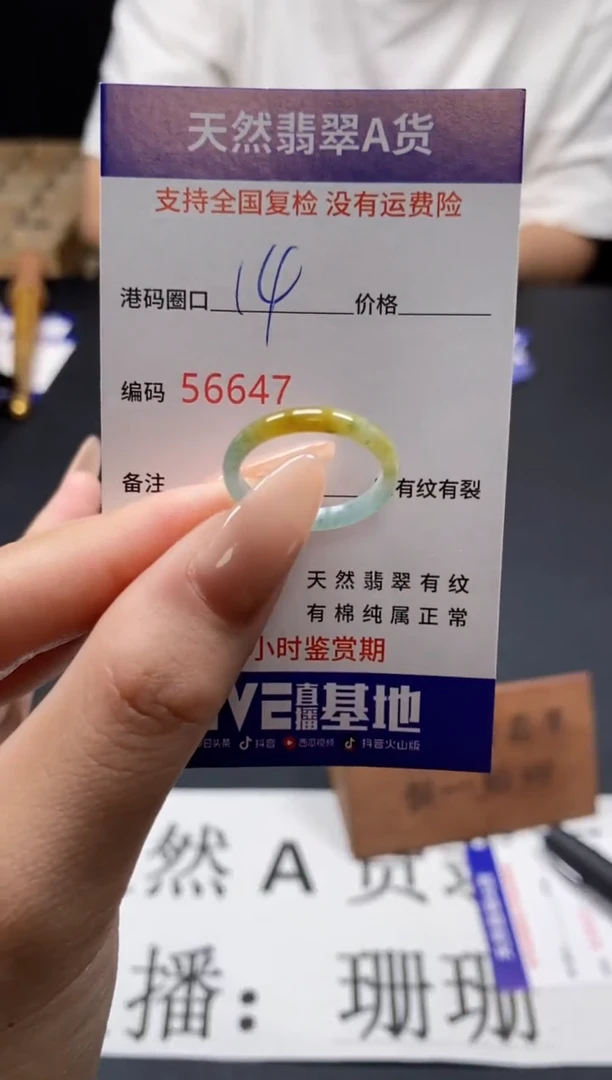 天然翡翠A货
支持全国复检 没有运费险
港码圈口 14 价格
编码 56647
备注 有纹有裂
天然翡翠有纹
有棉纯属正常
小时鉴赏期
直播基地
抖音 西瓜视频 抖音火山版
然 A 货
播：珊珊